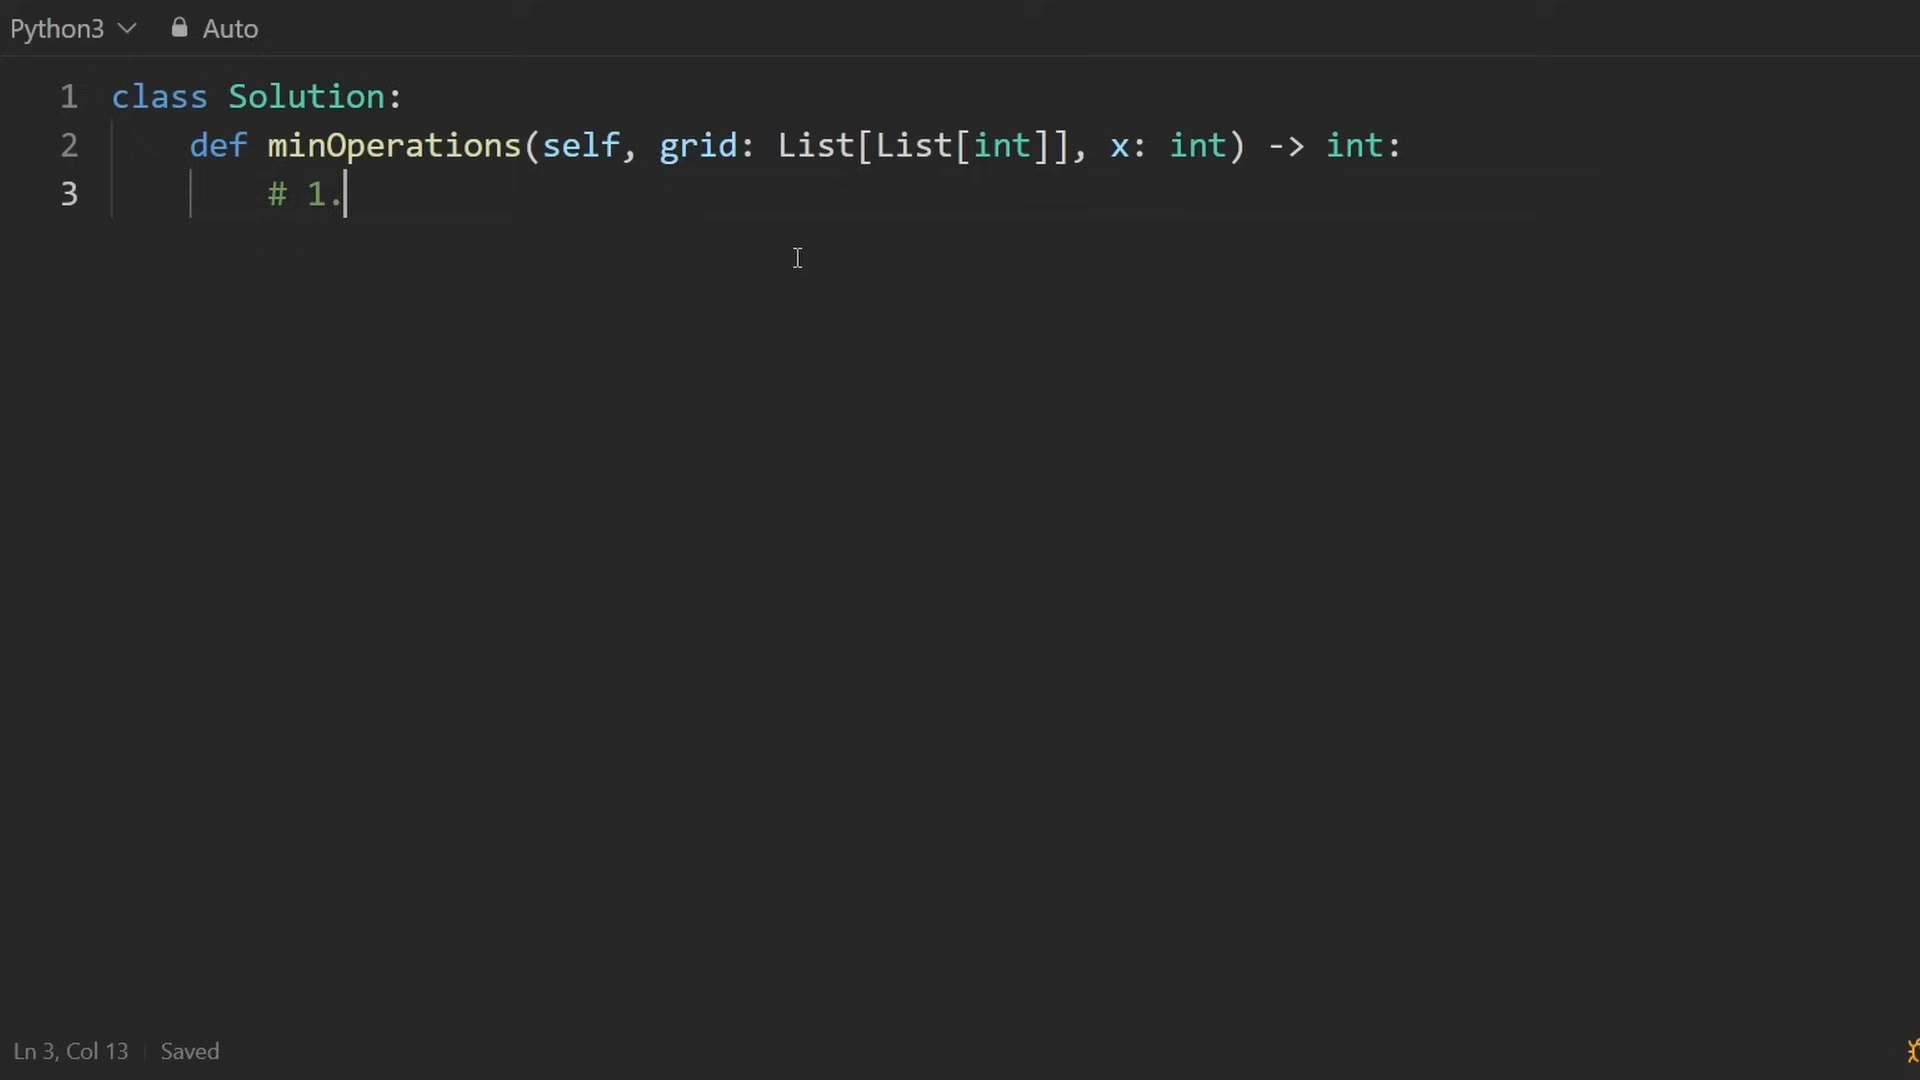 Python3 Auto
1 class Solution:
2 def minOperations(self, grid: List[List[int]], x: int) -> int:
3 # 1.
Ln 3, Col 13 Saved